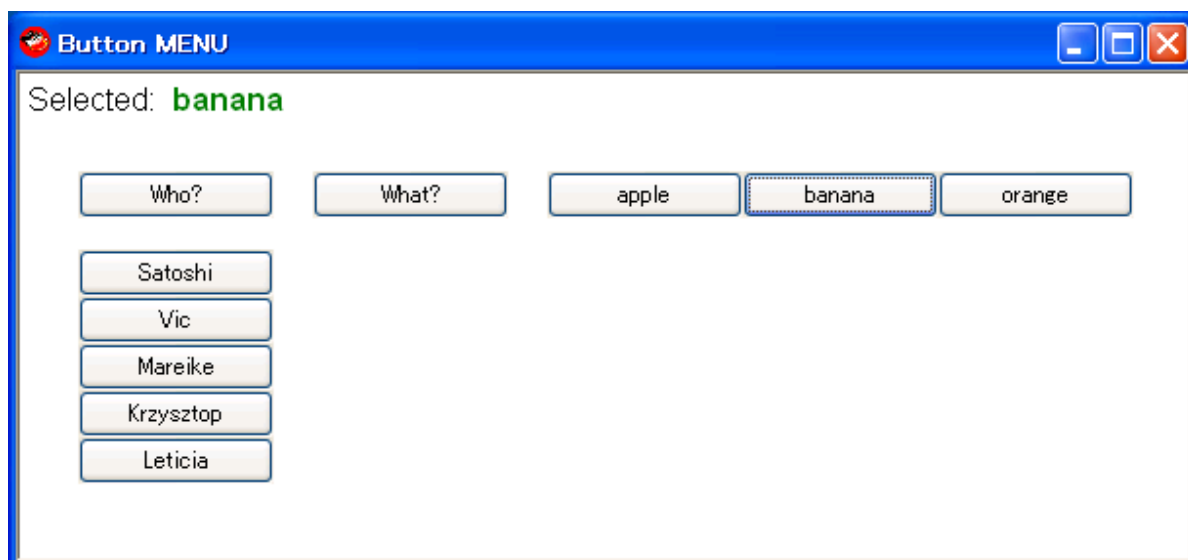 Button MENU
Selected: banana
Who? What? apple banana orange
Satoshi
Vic
Mareike
Krzysztop
Leticia